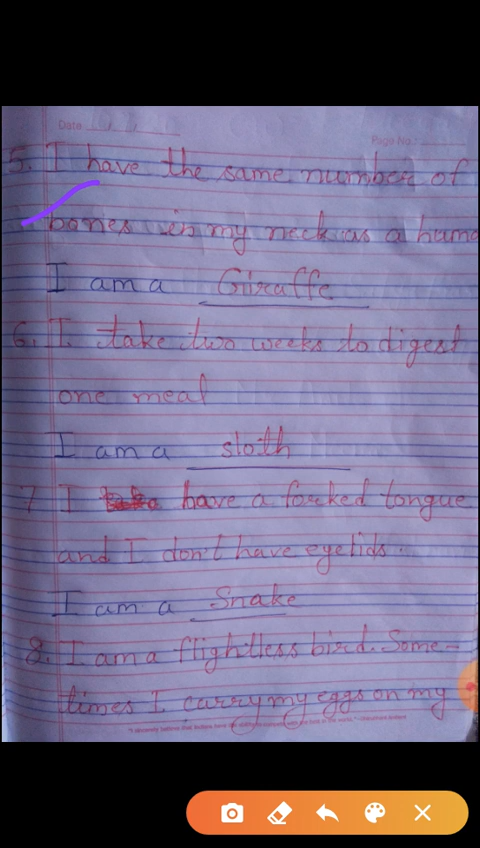 Date
Page No.
5. I have the same number of
bones in my neck as a huma
I am a Giraffe
6. I take two weeks to digest
one meal
I am a sloth
7 I have a forked tongue
and I don't have eyelids.
I am a Snake
8. I am a flightless bird. Some-
times I carry my eggs on my